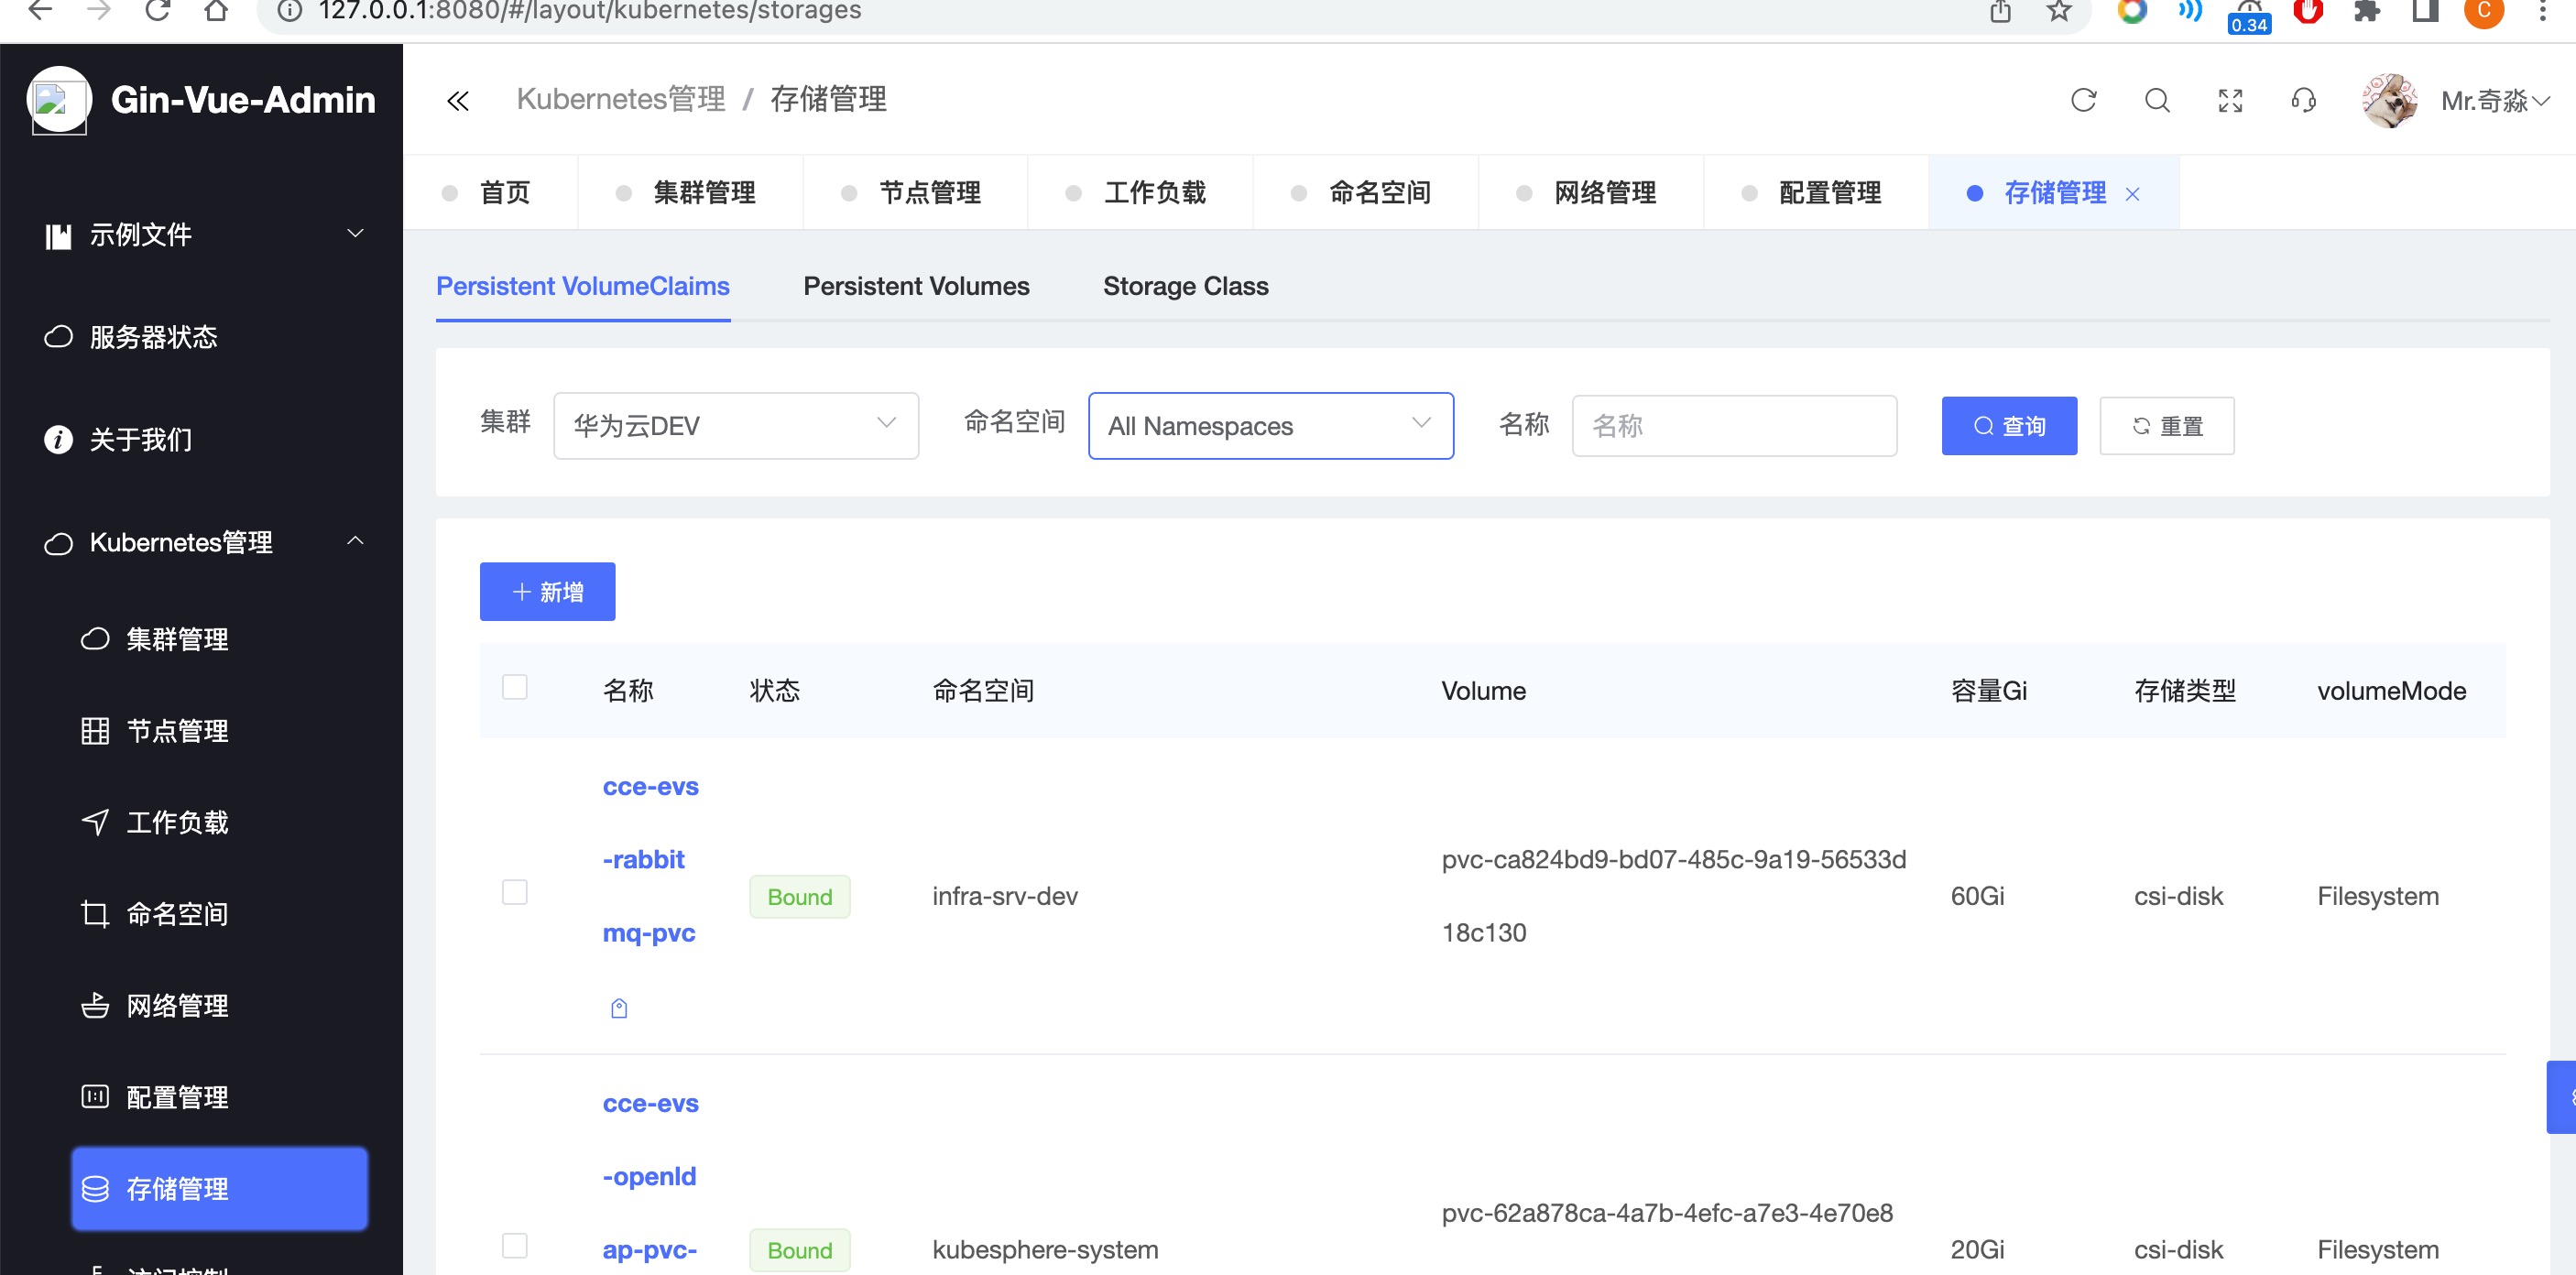 127.0.0.1:8080/#/layout/kubernetes/storages
0.34
C
Gin-Vue-Admin
Kubernetes管理 / 存储管理
Mr.奇淼
首页
集群管理
节点管理
工作负载
命名空间
网络管理
配置管理
存储管理
示例文件
服务器状态
关于我们
Kubernetes管理
集群管理
节点管理
工作负载
命名空间
网络管理
配置管理
存储管理
访问控制
Persistent VolumeClaims
Persistent Volumes
Storage Class
集群
华为云DEV
命名空间
All Namespaces
名称
名称
查询
重置
新增
名称
状态
命名空间
Volume
容量Gi
存储类型
volumeMode
cce-evs
-rabbit
mq-pvc
Bound
infra-srv-dev
pvc-ca824bd9-bd07-485c-9a19-56533d
18c130
60Gi
csi-disk
Filesystem
cce-evs
-openld
ap-pvc-
Bound
kubesphere-system
pvc-62a878ca-4a7b-4efc-a7e3-4e70e8
20Gi
csi-disk
Filesystem